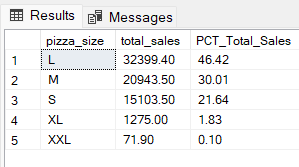 Results Messages
pizza_size total_sales PCT_Total_Sales
1 L 32399.40 46.42
2 M 20943.50 30.01
3 S 15103.50 21.64
4 XL 1275.00 1.83
5 XXL 71.90 0.10